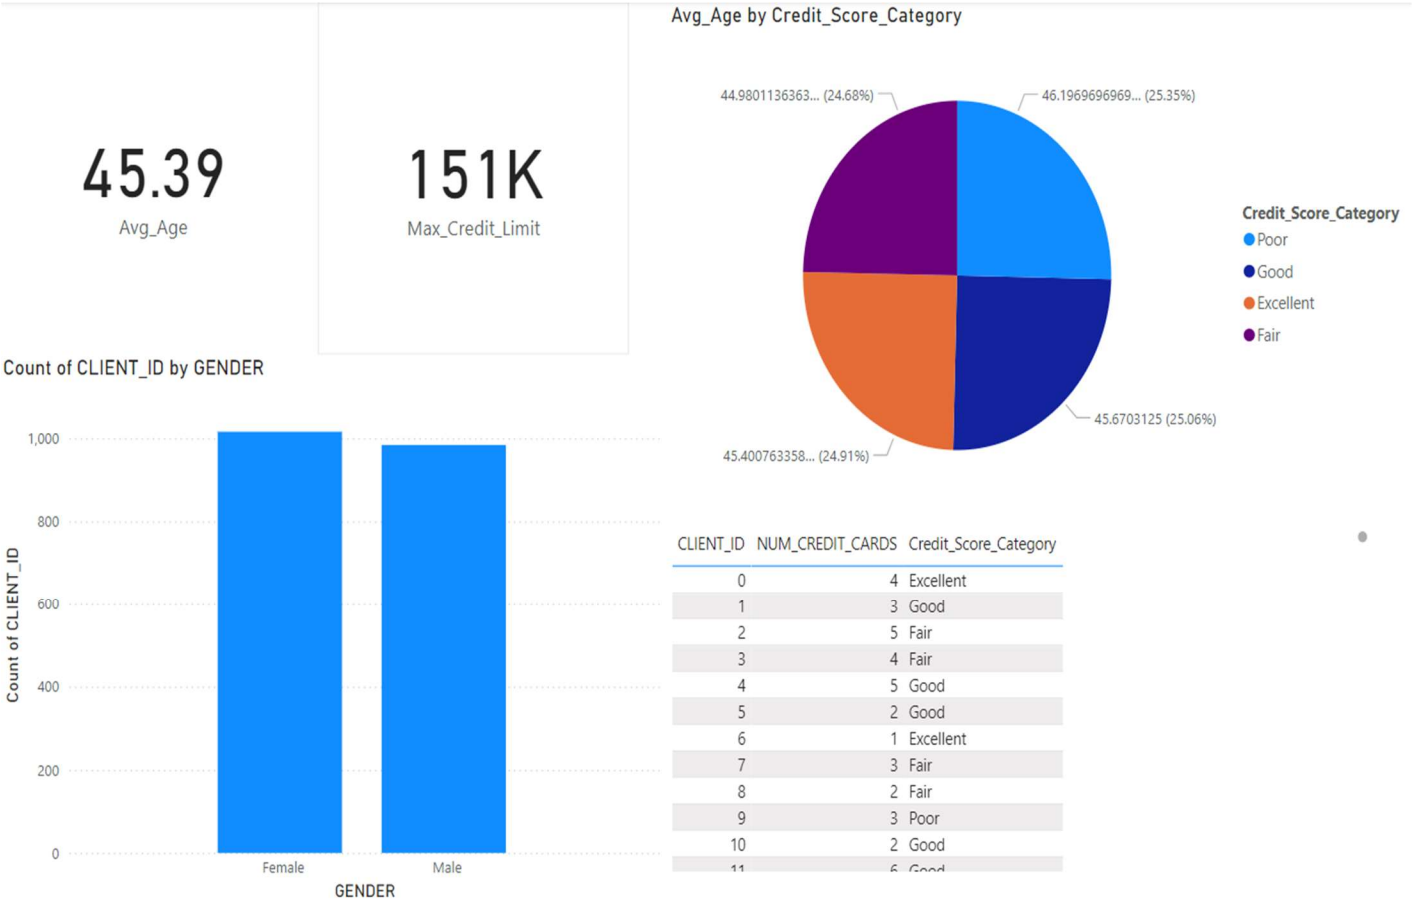 45.39
Avg_Age
151K
Max_Credit_Limit
Avg_Age by Credit_Score_Category
44.9801136363... (24.68%)
46.1969696969... (25.35%)
45.6703125 (25.06%)
45.400763358... (24.91%)
Credit_Score_Category
Poor
Good
Excellent
Fair
Count of CLIENT_ID by GENDER
Count of CLIENT_ID
1,000
800
600
400
200
0
Female Male
GENDER
CLIENT_ID NUM_CREDIT_CARDS Credit_Score_Category
0 4 Excellent
1 3 Good
2 5 Fair
3 4 Fair
4 5 Good
5 2 Good
6 1 Excellent
7 3 Fair
8 2 Fair
9 3 Poor
10 2 Good
11 6 Good